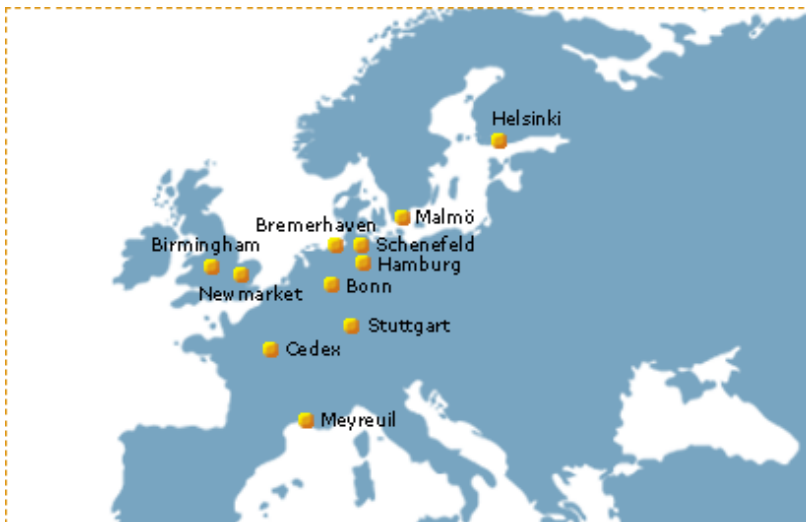 Helsinki
Malmö
Bremerhaven
Schenefeld
Birmingham
Hamburg
Newmarket
Bonn
Stuttgart
Cedex
Meyreuil